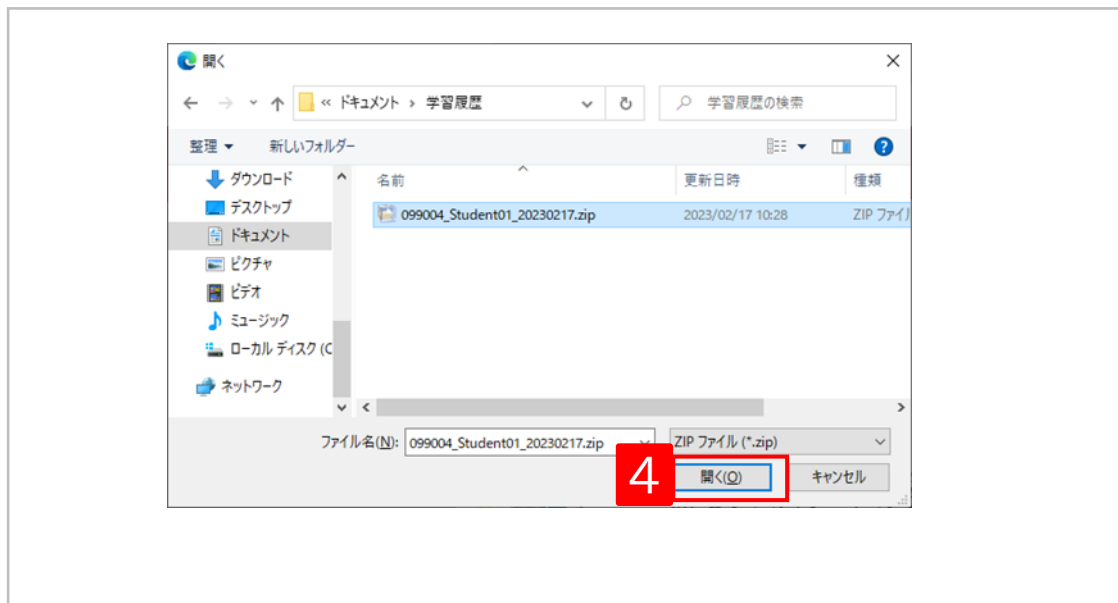 開く
« ドキュメント › 学習履歴
学習履歴の検索
整理
新しいフォルダー
名前
更新日時
種類
ダウンロード
デスクトップ
ドキュメント
ピクチャ
ビデオ
ミュージック
ローカル ディスク (C
ネットワーク
099004_Student01_20230217.zip
2023/02/17 10:28
ZIP ファイル
ファイル名(N):
099004_Student01_20230217.zip
ZIP ファイル (*.zip)
4
開く(O)
キャンセル